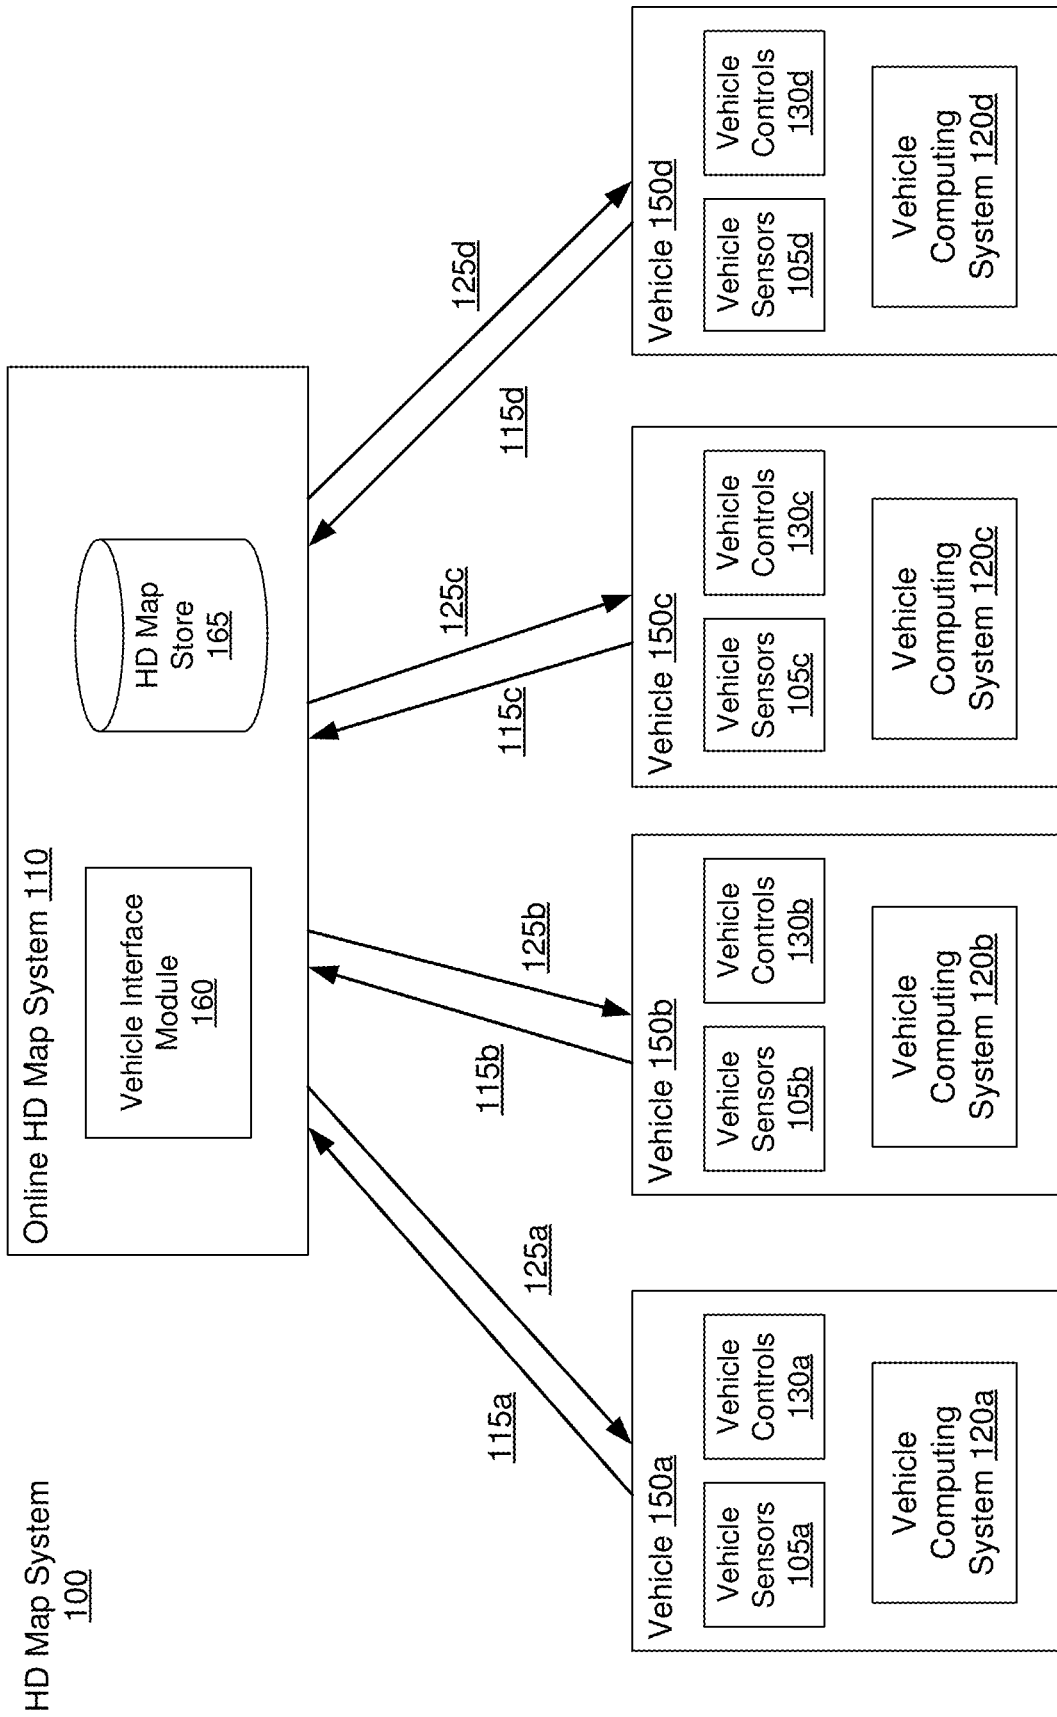 HD Map System
100
Online HD Map System 110
Vehicle Interface
Module
160
HD Map
Store
165
115a
125a
115b
125b
115c
125c
115d
125d
Vehicle 150a
Vehicle
Sensors
105a
Vehicle
Controls
130a
Vehicle
Computing
System 120a
Vehicle 150b
Vehicle
Sensors
105b
Vehicle
Controls
130b
Vehicle
Computing
System 120b
Vehicle 150c
Vehicle
Sensors
105c
Vehicle
Controls
130c
Vehicle
Computing
System 120c
Vehicle 150d
Vehicle
Sensors
105d
Vehicle
Controls
130d
Vehicle
Computing
System 120d